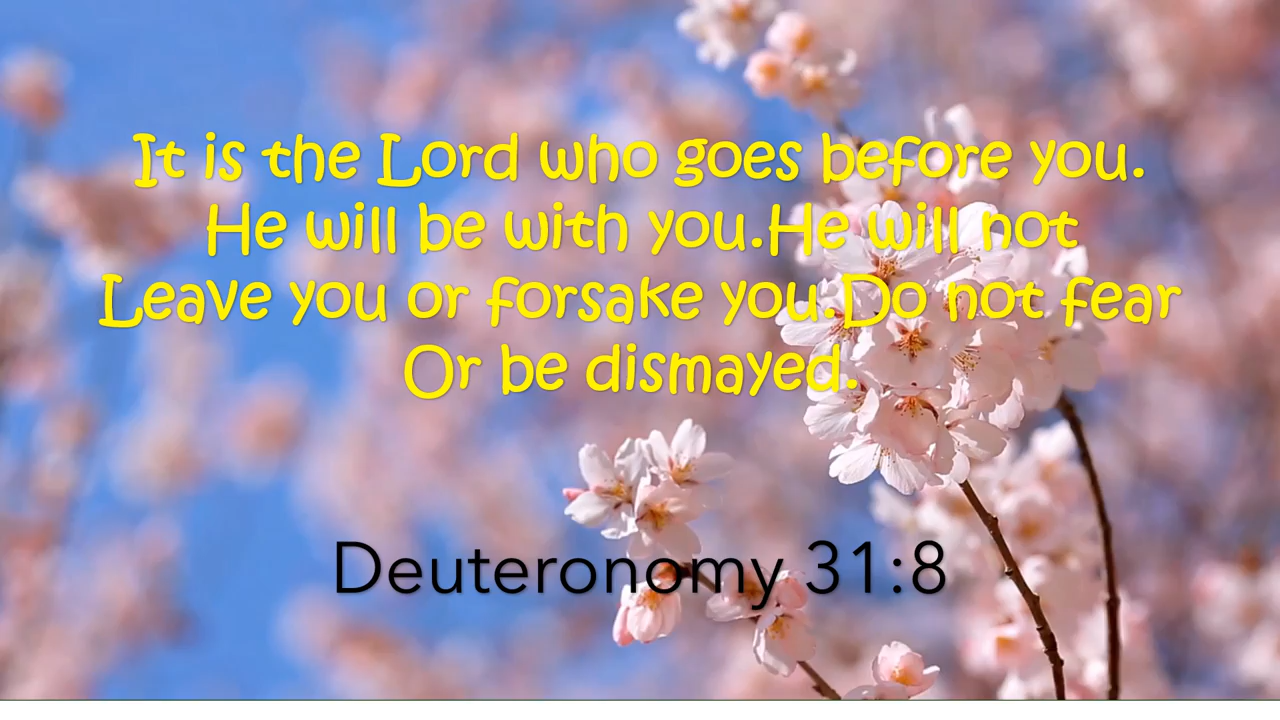 It is the Lord who goes before you.
He will be with you.He will not
Leave you or forsake you.Do not fear
Or be dismayed.
Deuteronomy 31:8